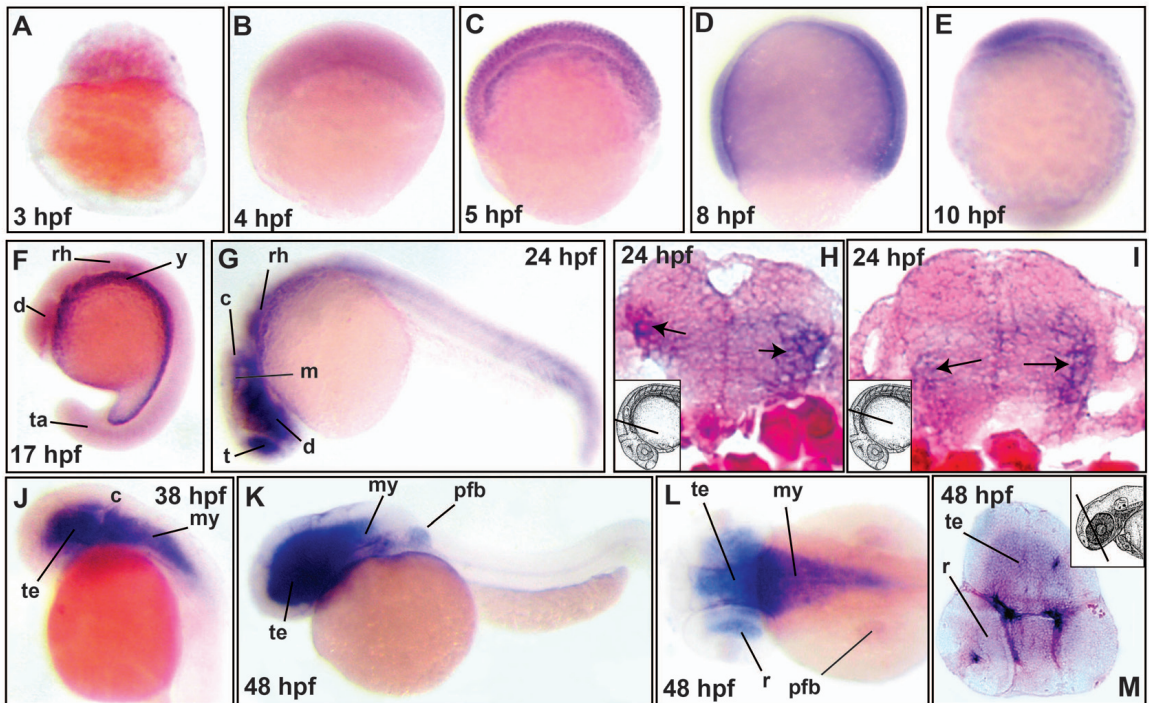 A
3 hpf
B
4 hpf
C
5 hpf
D
8 hpf
E
10 hpf
F
rh
y
d
ta
17 hpf
G
24 hpf
rh
c
m
d
t
24 hpf
H
24 hpf
I
J
38 hpf
c
my
te
K
my
pfb
te
48 hpf
L
te
my
r
pfb
48 hpf
48 hpf
te
r
M